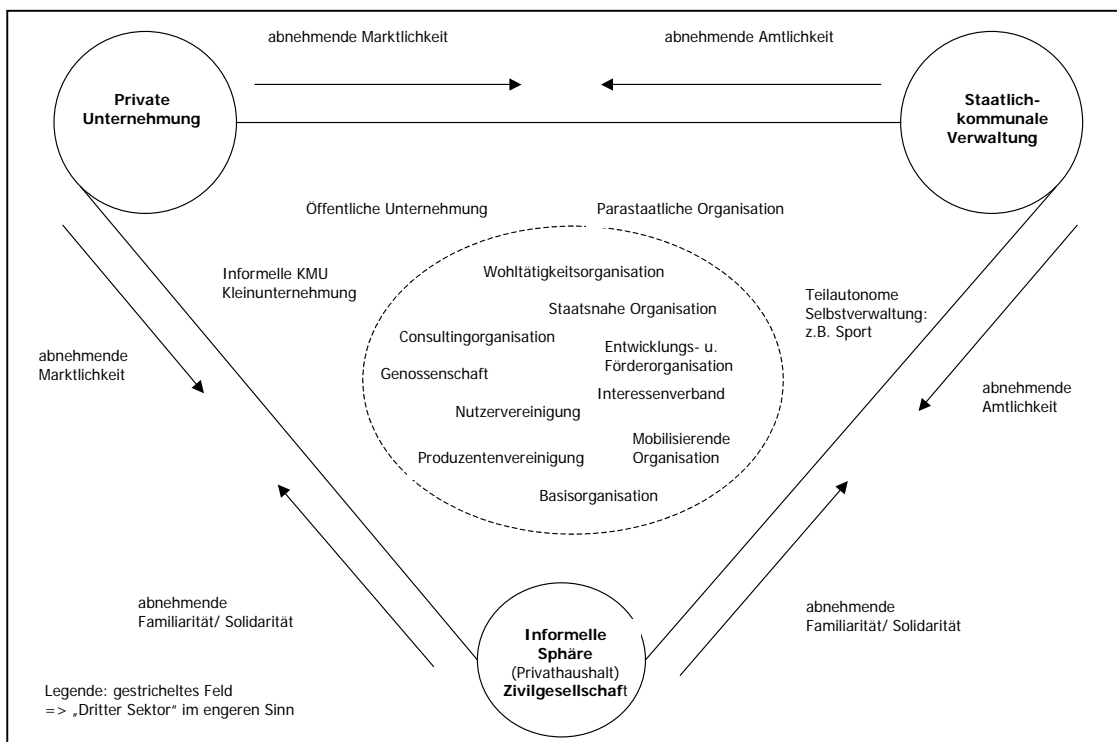 abnehmende Marktlichkeit
abnehmende Amtlichkeit
Private
Unternehmung
Staatlich-
kommunale
Verwaltung
Öffentliche Unternehmung
Parastaatliche Organisation
Informelle KMU
Kleinunternehmung
Wohltätigkeitsorganisation
Staatsnahe Organisation
Teilautonome
Selbstverwaltung:
z.B. Sport
Consultingorganisation
Entwicklungs- u.
Förderorganisation
abnehmende
Marktlichkeit
Genossenschaft
Interessenverband
abnehmende
Amtlichkeit
Nutzervereinigung
Mobilisierende
Organisation
Produzentenvereinigung
Basisorganisation
abnehmende
Familiarität/ Solidarität
abnehmende
Familiarität/ Solidarität
Informelle
Sphäre
(Privathaushalt)
Zivilgesellschaft
Legende: gestricheltes Feld
=> „Dritter Sektor“ im engeren Sinn